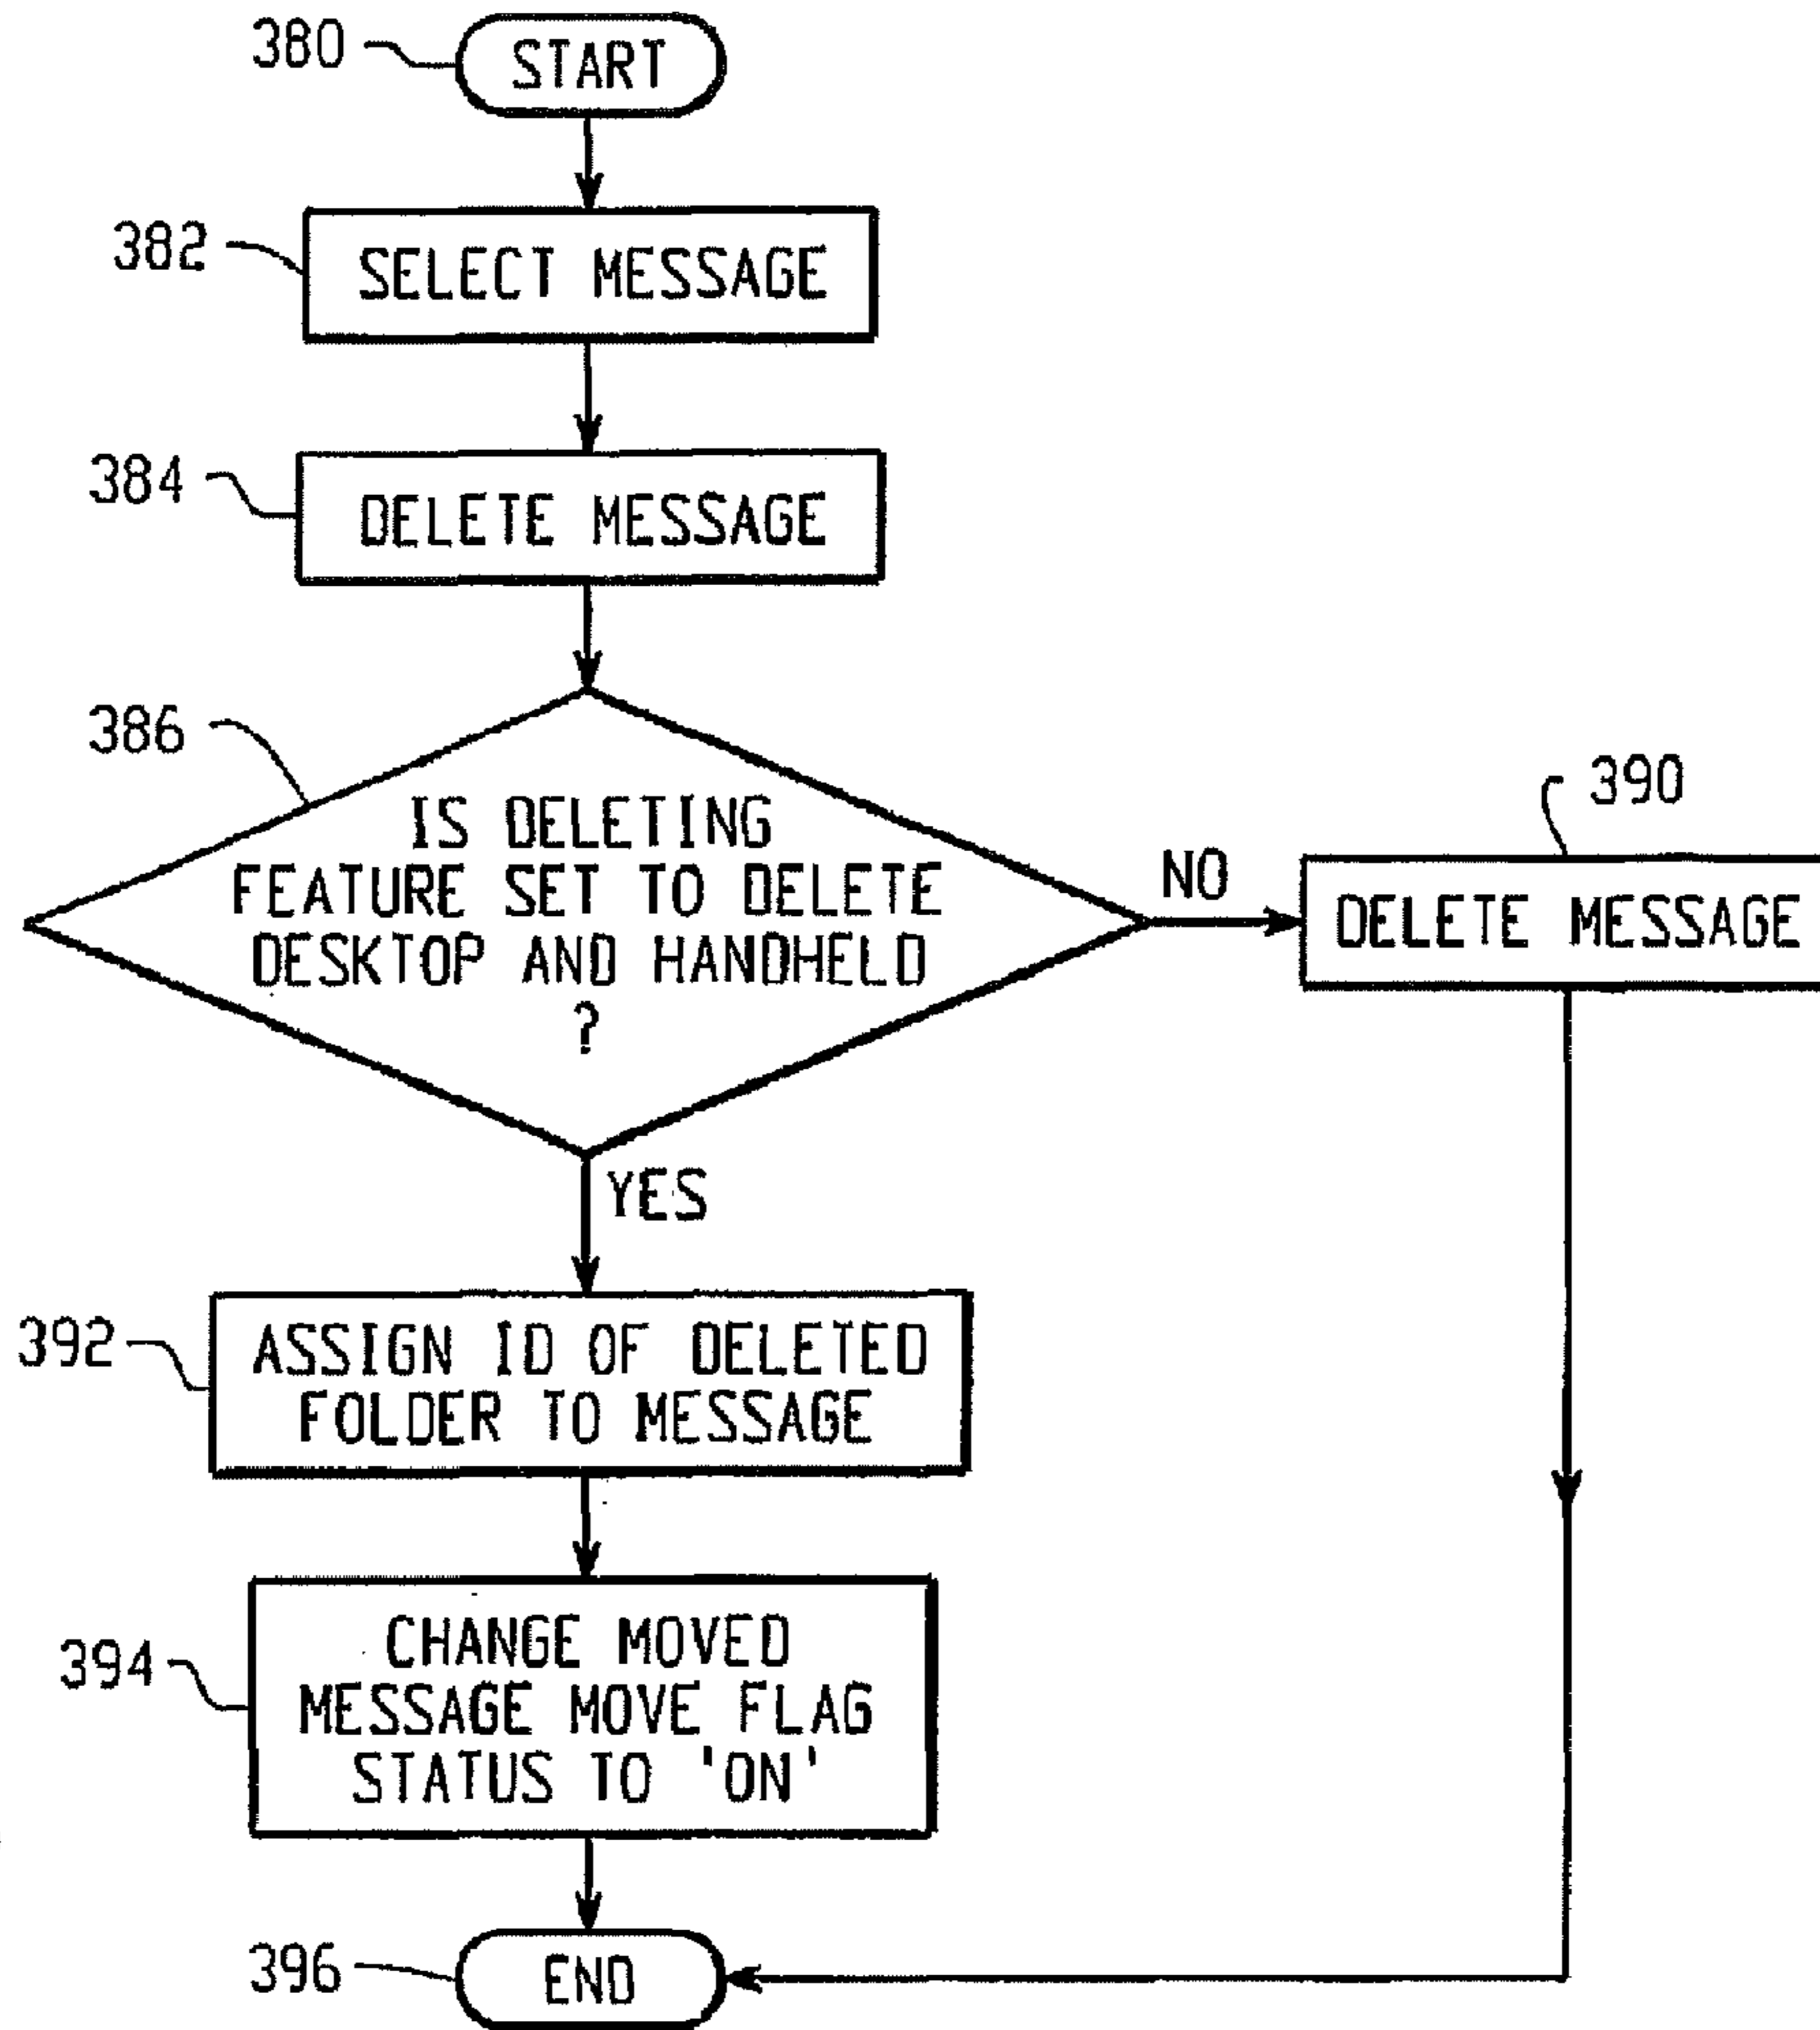 380
START
382
SELECT MESSAGE
384
DELETE MESSAGE
386
IS DELETING
FEATURE SET TO DELETE
DESKTOP AND HANDHELD
?
NO
390
DELETE MESSAGE
YES
392
ASSIGN ID OF DELETED
FOLDER TO MESSAGE
394
CHANGE MOVED
MESSAGE MOVE FLAG
STATUS TO 'ON'
396
END